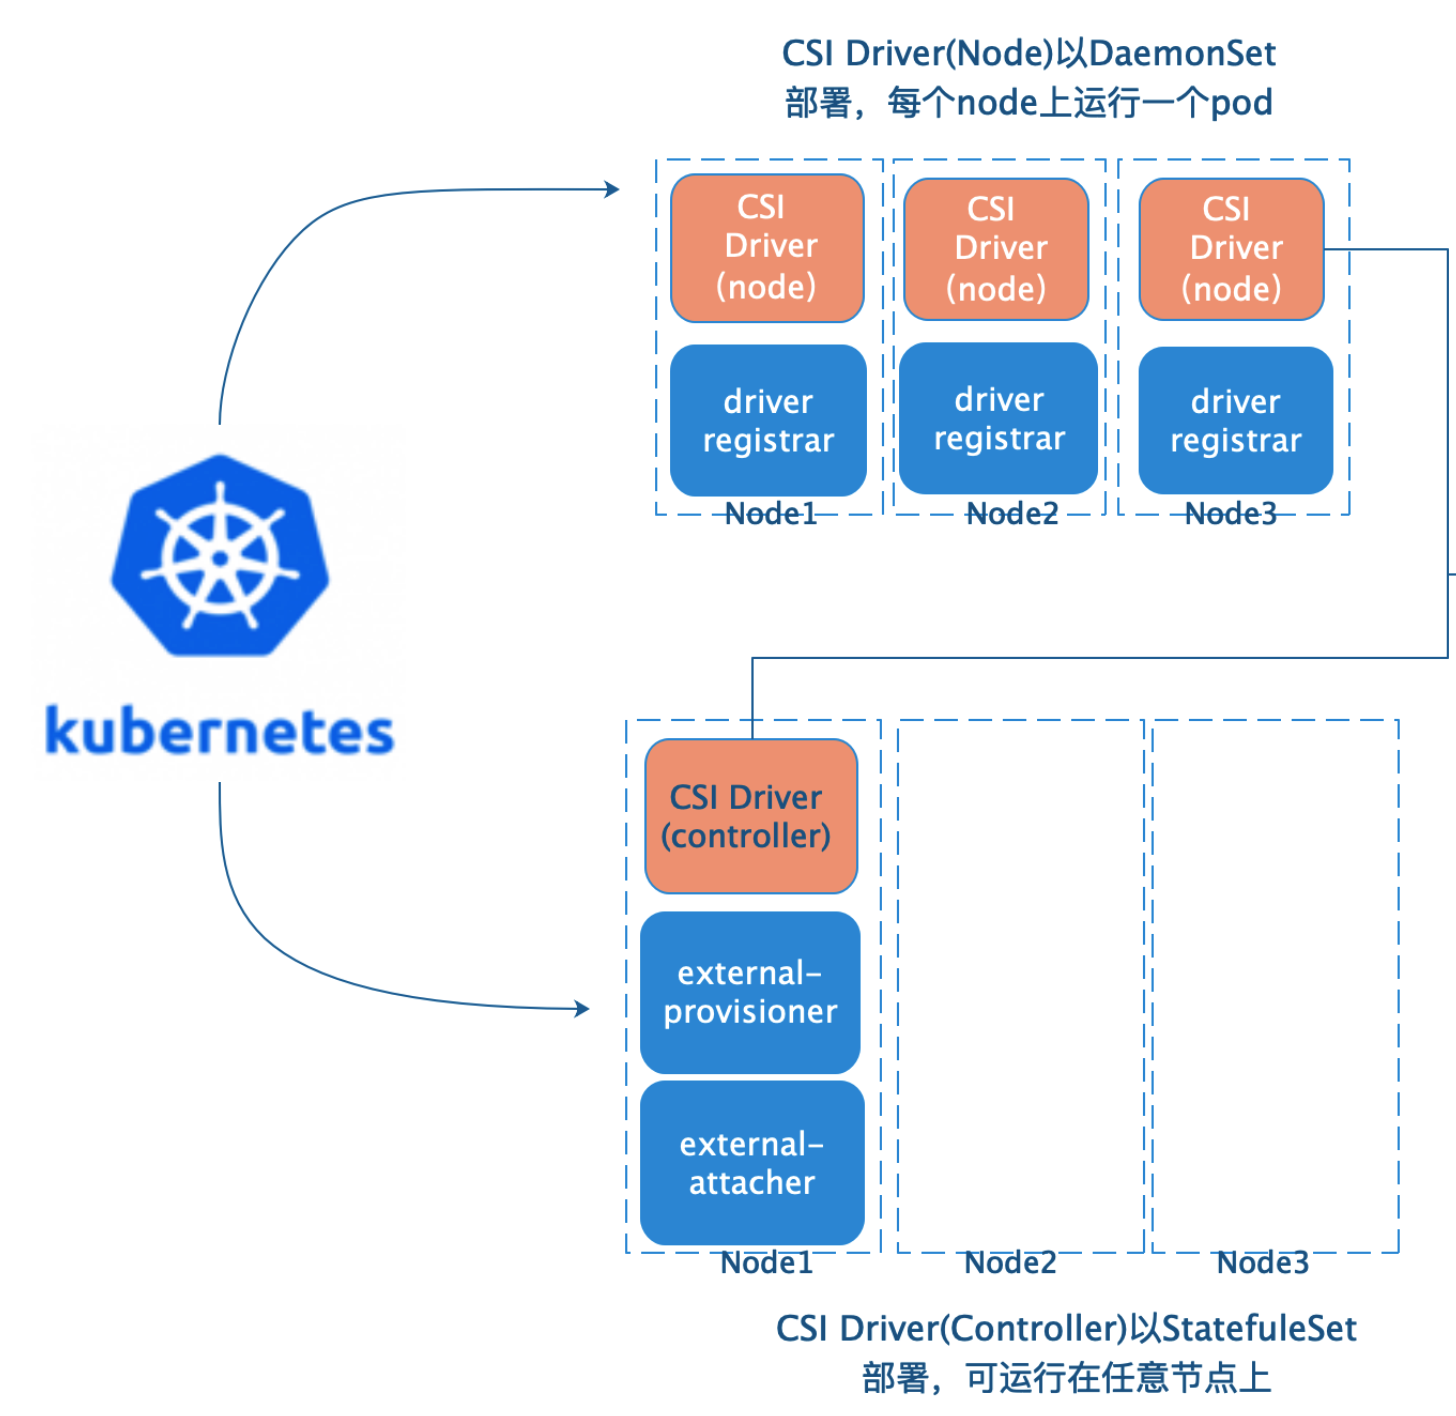 CSI Driver(Node)以DaemonSet
部署，每个node上运行一个pod
CSI
Driver
(node)
CSI
Driver
(node)
CSI
Driver
(node)
driver
registrar
driver
registrar
driver
registrar
Node1
Node2
Node3
kubernetes
CSI Driver
(controller)
external-
provisioner
external-
attacher
Node1
Node2
Node3
CSI Driver(Controller)以StatefuleSet
部署，可运行在任意节点上